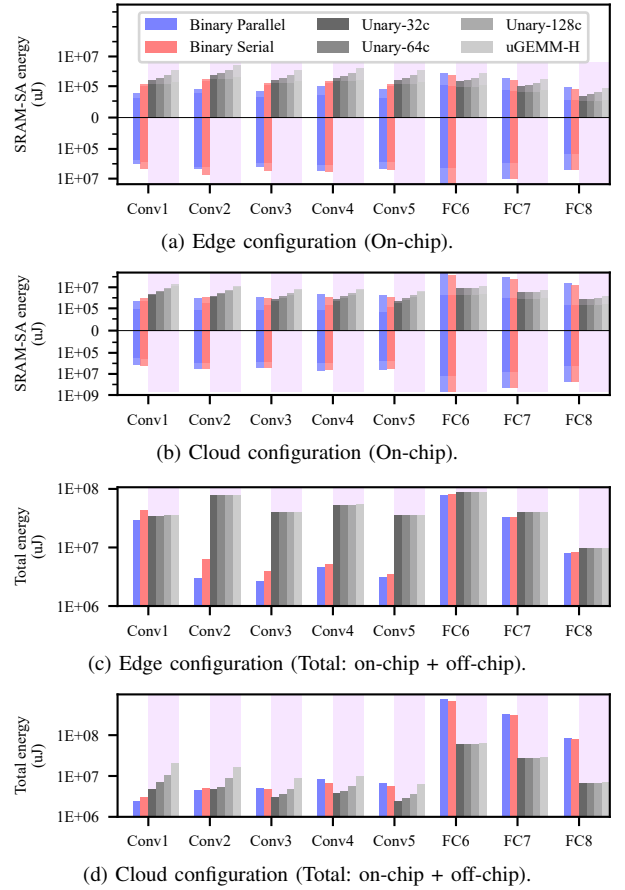 Binary Parallel Unary-32c Unary-128c
Binary Serial Unary-64c uGEMM-H
SRAM-SA energy
(uJ)
1E+07
1E+05
0
1E+05
1E+07
Conv1 Conv2 Conv3 Conv4 Conv5 FC6 FC7 FC8
(a) Edge configuration (On-chip).
SRAM-SA energy
(uJ)
1E+07
1E+05
0
1E+05
1E+07
1E+09
Conv1 Conv2 Conv3 Conv4 Conv5 FC6 FC7 FC8
(b) Cloud configuration (On-chip).
Total energy
(uJ)
1E+08
1E+07
1E+06
Conv1 Conv2 Conv3 Conv4 Conv5 FC6 FC7 FC8
(c) Edge configuration (Total: on-chip + off-chip).
Total energy
(uJ)
1E+08
1E+07
1E+06
Conv1 Conv2 Conv3 Conv4 Conv5 FC6 FC7 FC8
(d) Cloud configuration (Total: on-chip + off-chip).